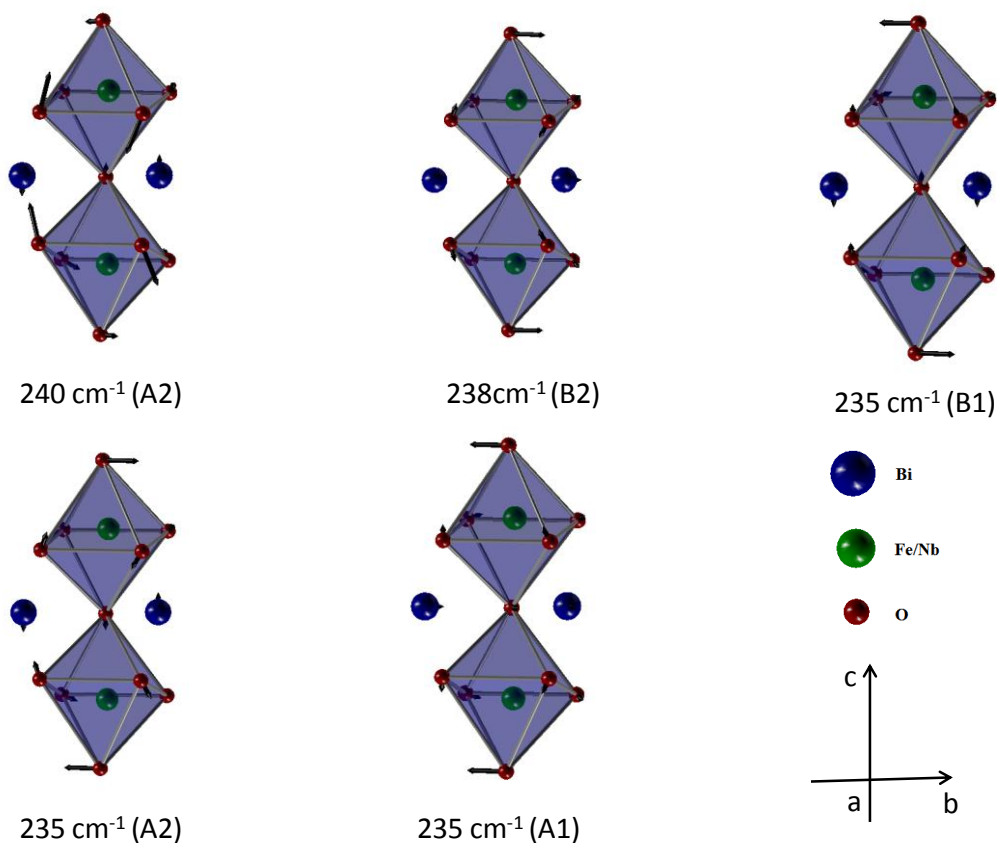 240 cm-1 (A2)
238cm-1 (B2)
235 cm-1 (B1)
235 cm-1 (A2)
235 cm-1 (A1)
Bi
Fe/Nb
O
c
a
b